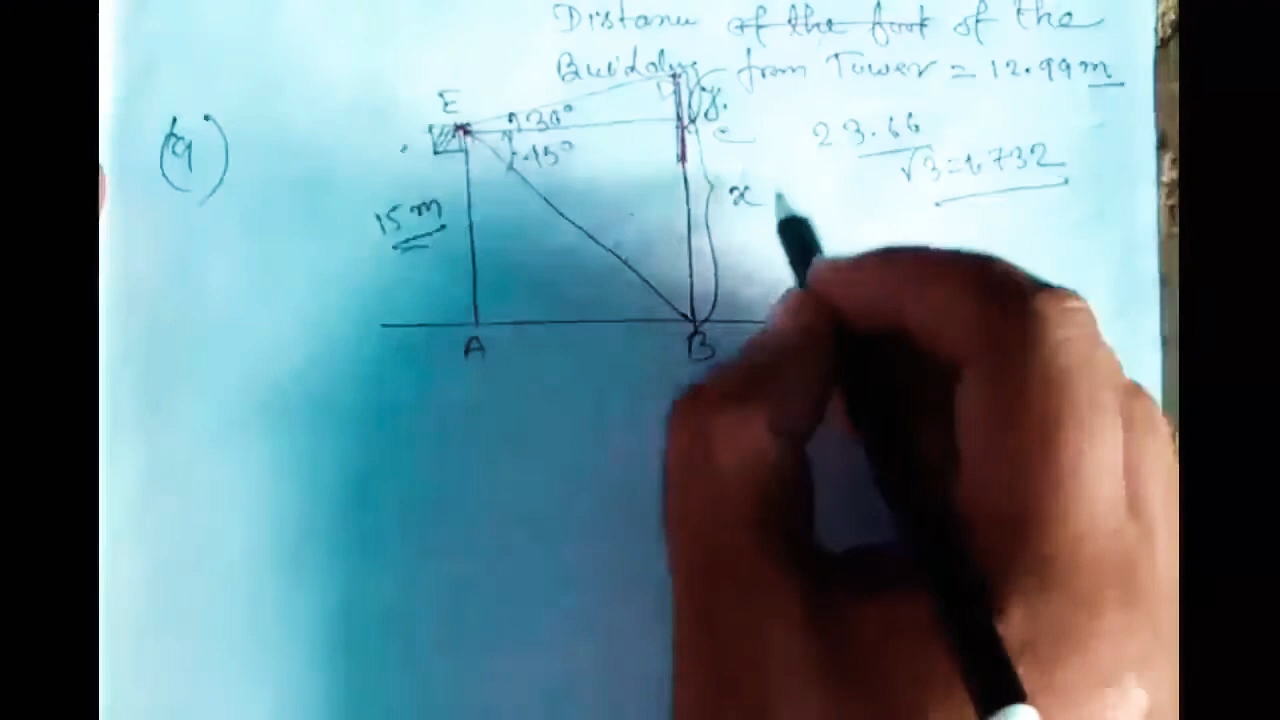 Distance of the foot of the
Building from Tower = 12.99 m
(9)
E
30°
45°
y
c
23.66
√3=1.732
15 m
x
A
B